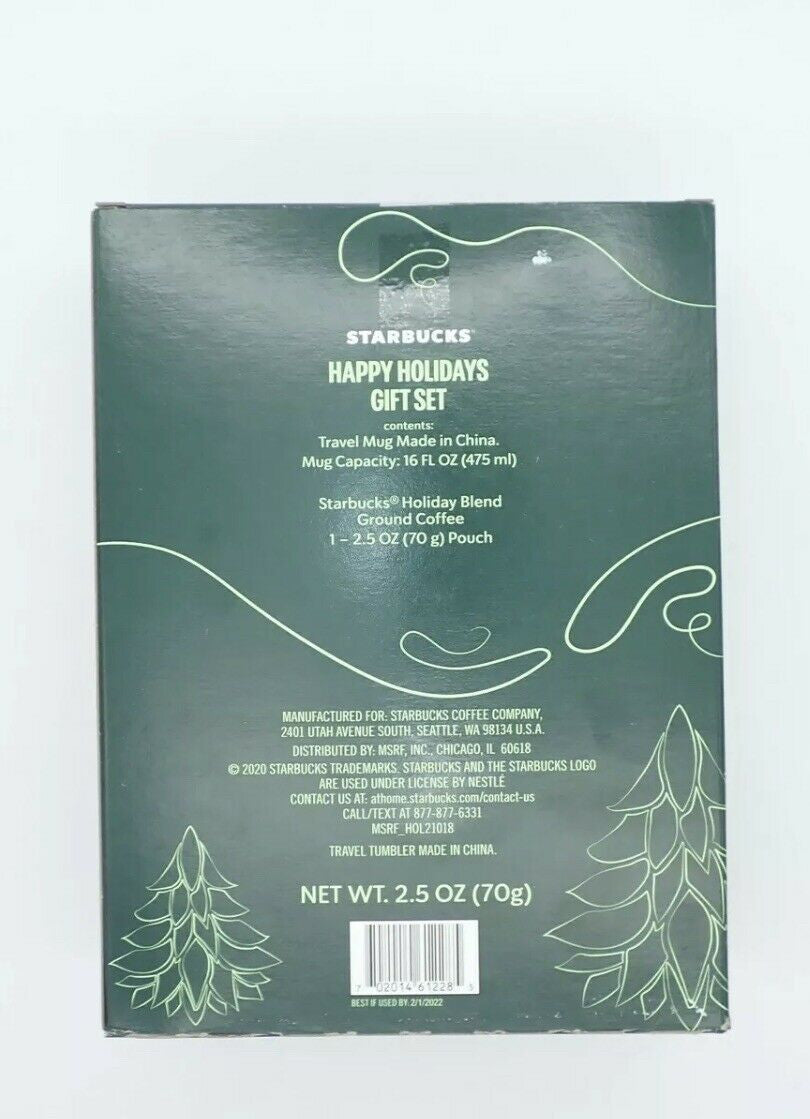 STARBUCKS
HAPPY HOLIDAYS
GIFT SET
contents:
Travel Mug Made in China.
Mug Capacity: 16 FL OZ (475 ml)
Starbucks® Holiday Blend
Ground Coffee
1 – 2.5 OZ (70 g) Pouch
MANUFACTURED FOR: STARBUCKS COFFEE COMPANY,
2401 UTAH AVENUE SOUTH, SEATTLE, WA 98134 U.S.A.
DISTRIBUTED BY: MSRF, INC., CHICAGO, IL 60618
© 2020 STARBUCKS TRADEMARKS. STARBUCKS AND THE STARBUCKS LOGO
ARE USED UNDER LICENSE BY NESTLÉ
CONTACT US AT: athome.starbucks.com/contact-us
CALL/TEXT AT 877-877-6331
MSRF_HOL21018
TRAVEL TUMBLER MADE IN CHINA.
NET WT. 2.5 OZ (70g)
7 02014 61228 5
BEST IF USED BY: 2/1/2022